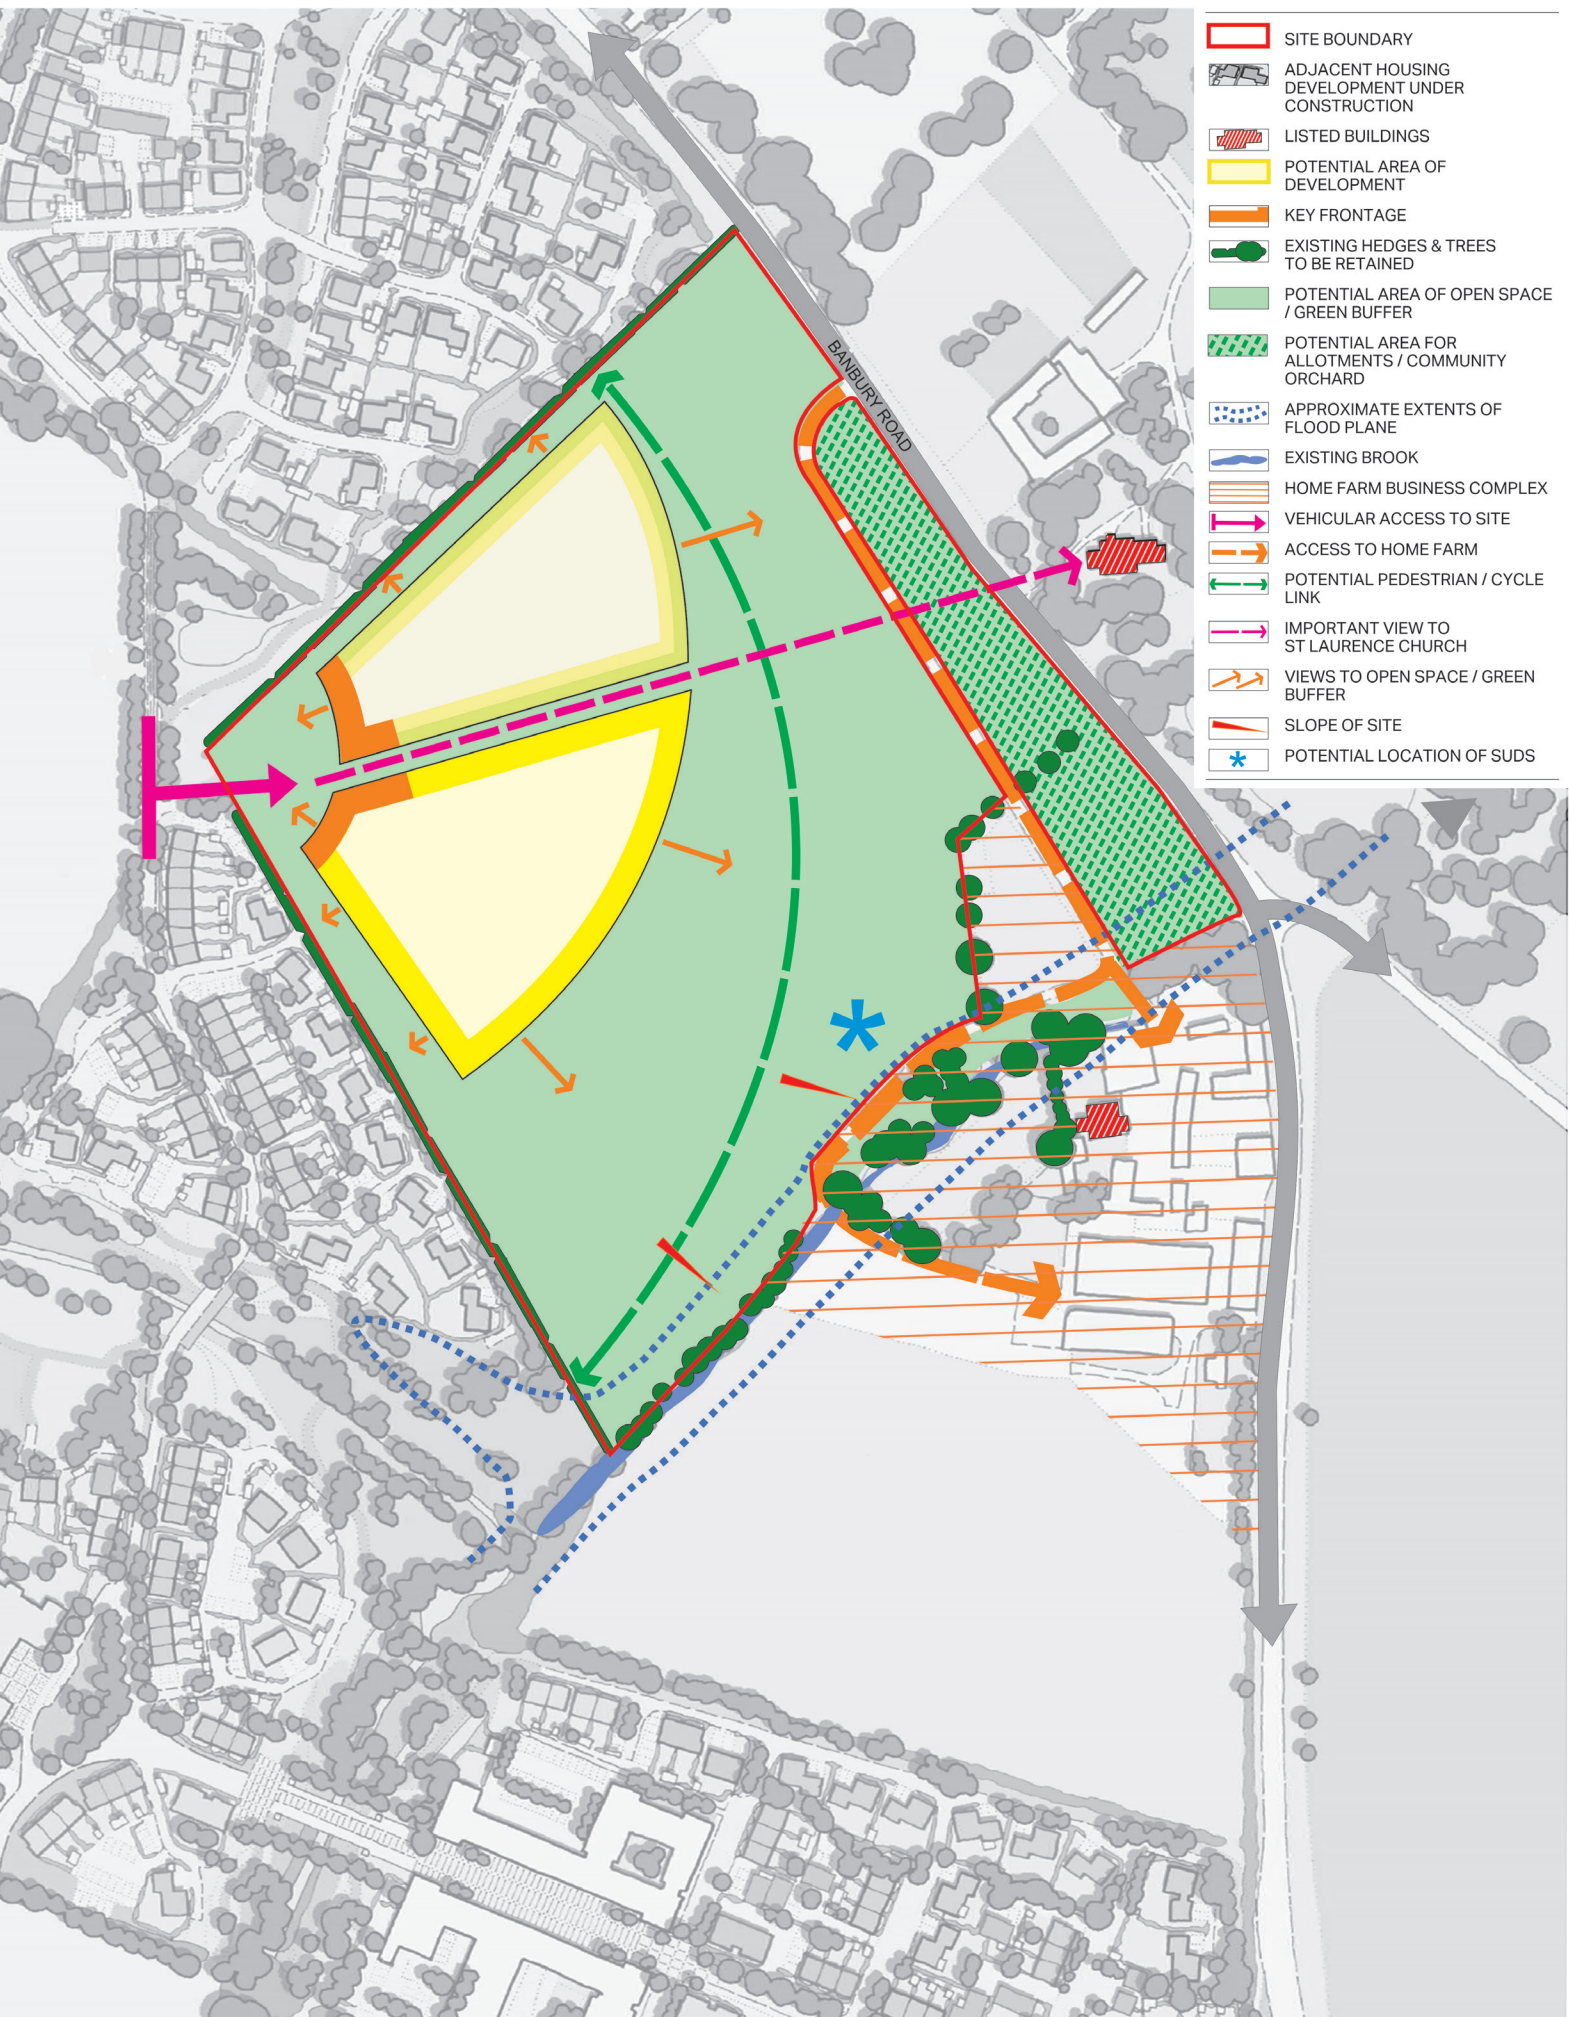 SITE BOUNDARY
ADJACENT HOUSING
DEVELOPMENT UNDER
CONSTRUCTION
LISTED BUILDINGS
POTENTIAL AREA OF
DEVELOPMENT
KEY FRONTAGE
EXISTING HEDGES & TREES
TO BE RETAINED
POTENTIAL AREA OF OPEN SPACE
/ GREEN BUFFER
POTENTIAL AREA FOR
ALLOTMENTS / COMMUNITY
ORCHARD
APPROXIMATE EXTENTS OF
FLOOD PLANE
EXISTING BROOK
HOME FARM BUSINESS COMPLEX
VEHICULAR ACCESS TO SITE
ACCESS TO HOME FARM
POTENTIAL PEDESTRIAN / CYCLE
LINK
IMPORTANT VIEW TO
ST LAURENCE CHURCH
VIEWS TO OPEN SPACE / GREEN
BUFFER
SLOPE OF SITE
POTENTIAL LOCATION OF SUDS
BANBURY ROAD